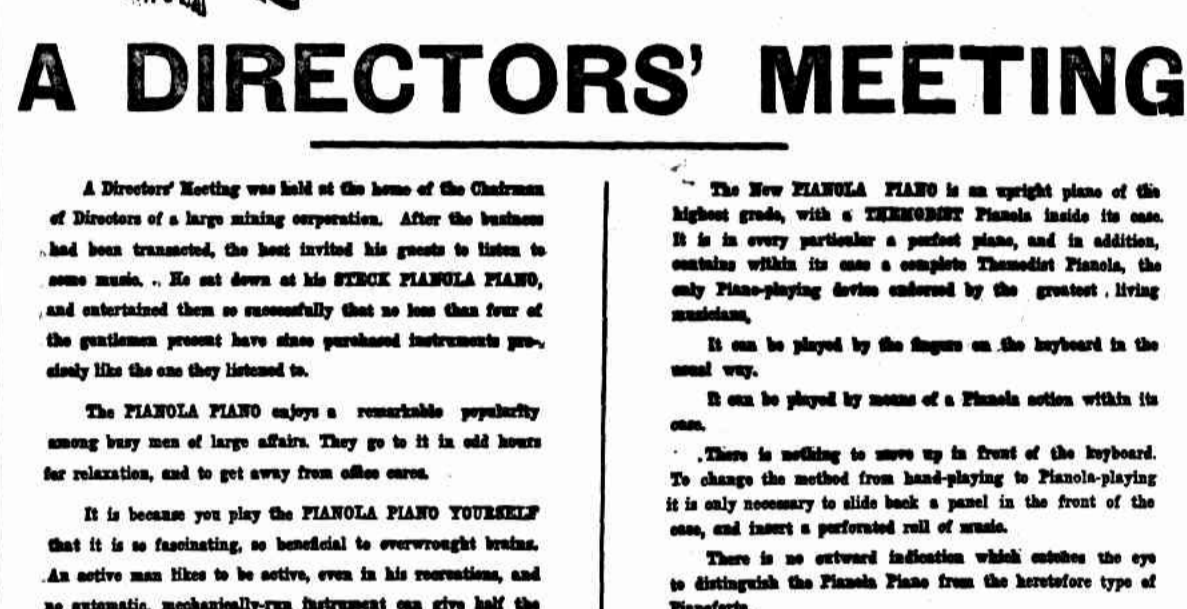 A DIRECTORS' MEETING
A Directors' Meeting was held at the home of the Chairman
of Directors of a large mining corporation. After the business
had been transacted, the host invited his guests to listen to
some music. He sat down at his STECK PIANOLA PIANO,
and entertained them so successfully that no less than four of
the gentlemen present have since purchased instruments pre-
cisely like the one they listened to.
The PIANOLA PIANO enjoys a remarkable popularity
among busy men of large affairs. They go to it in odd hours
for relaxation, and to get away from office cares.
It is because you play the PIANOLA PIANO YOURSELF
that it is so fascinating, so beneficial to overwrought brains.
An active man likes to be active, even in his recreations, and
no automatic, mechanically-run instrument can give half the
The New PIANOLA PIANO is an upright piano of the
highest grade, with a THEMODIST Pianola inside its case.
It is in every particular a perfect piano, and in addition,
contains within its case a complete Themodist Pianola, the
only Piano-playing device endorsed by the greatest living
musicians.
It can be played by the fingers on the keyboard in the
usual way.
It can be played by means of a Pianola action within its
case.
There is nothing to move up in front of the keyboard.
To change the method from hand-playing to Pianola-playing
it is only necessary to slide back a panel in the front of the
case, and insert a perforated roll of music.
There is no outward indication which catches the eye
to distinguish the Pianola Piano from the heretofore type of
Pianoforte.